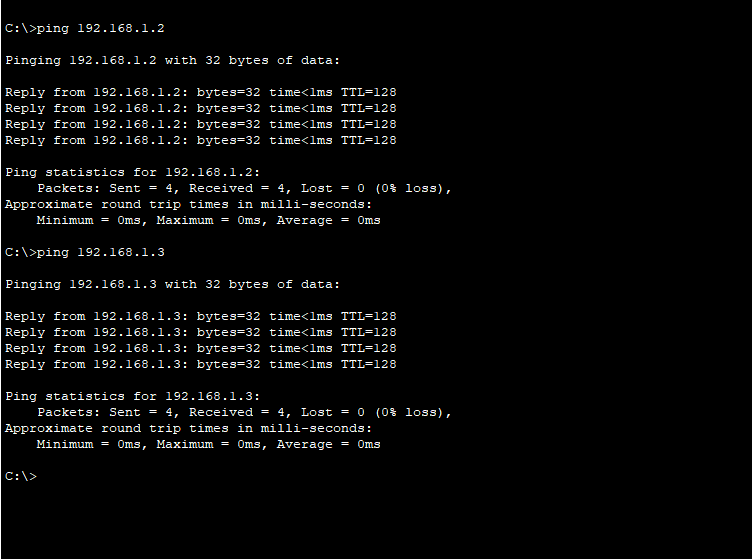 C:\>ping 192.168.1.2
Pinging 192.168.1.2 with 32 bytes of data:
Reply from 192.168.1.2: bytes=32 time<1ms TTL=128
Reply from 192.168.1.2: bytes=32 time<1ms TTL=128
Reply from 192.168.1.2: bytes=32 time<1ms TTL=128
Reply from 192.168.1.2: bytes=32 time<1ms TTL=128
Ping statistics for 192.168.1.2:
    Packets: Sent = 4, Received = 4, Lost = 0 (0% loss),
Approximate round trip times in milli-seconds:
    Minimum = 0ms, Maximum = 0ms, Average = 0ms
C:\>ping 192.168.1.3
Pinging 192.168.1.3 with 32 bytes of data:
Reply from 192.168.1.3: bytes=32 time<1ms TTL=128
Reply from 192.168.1.3: bytes=32 time<1ms TTL=128
Reply from 192.168.1.3: bytes=32 time<1ms TTL=128
Reply from 192.168.1.3: bytes=32 time<1ms TTL=128
Ping statistics for 192.168.1.3:
    Packets: Sent = 4, Received = 4, Lost = 0 (0% loss),
Approximate round trip times in milli-seconds:
    Minimum = 0ms, Maximum = 0ms, Average = 0ms
C:\>